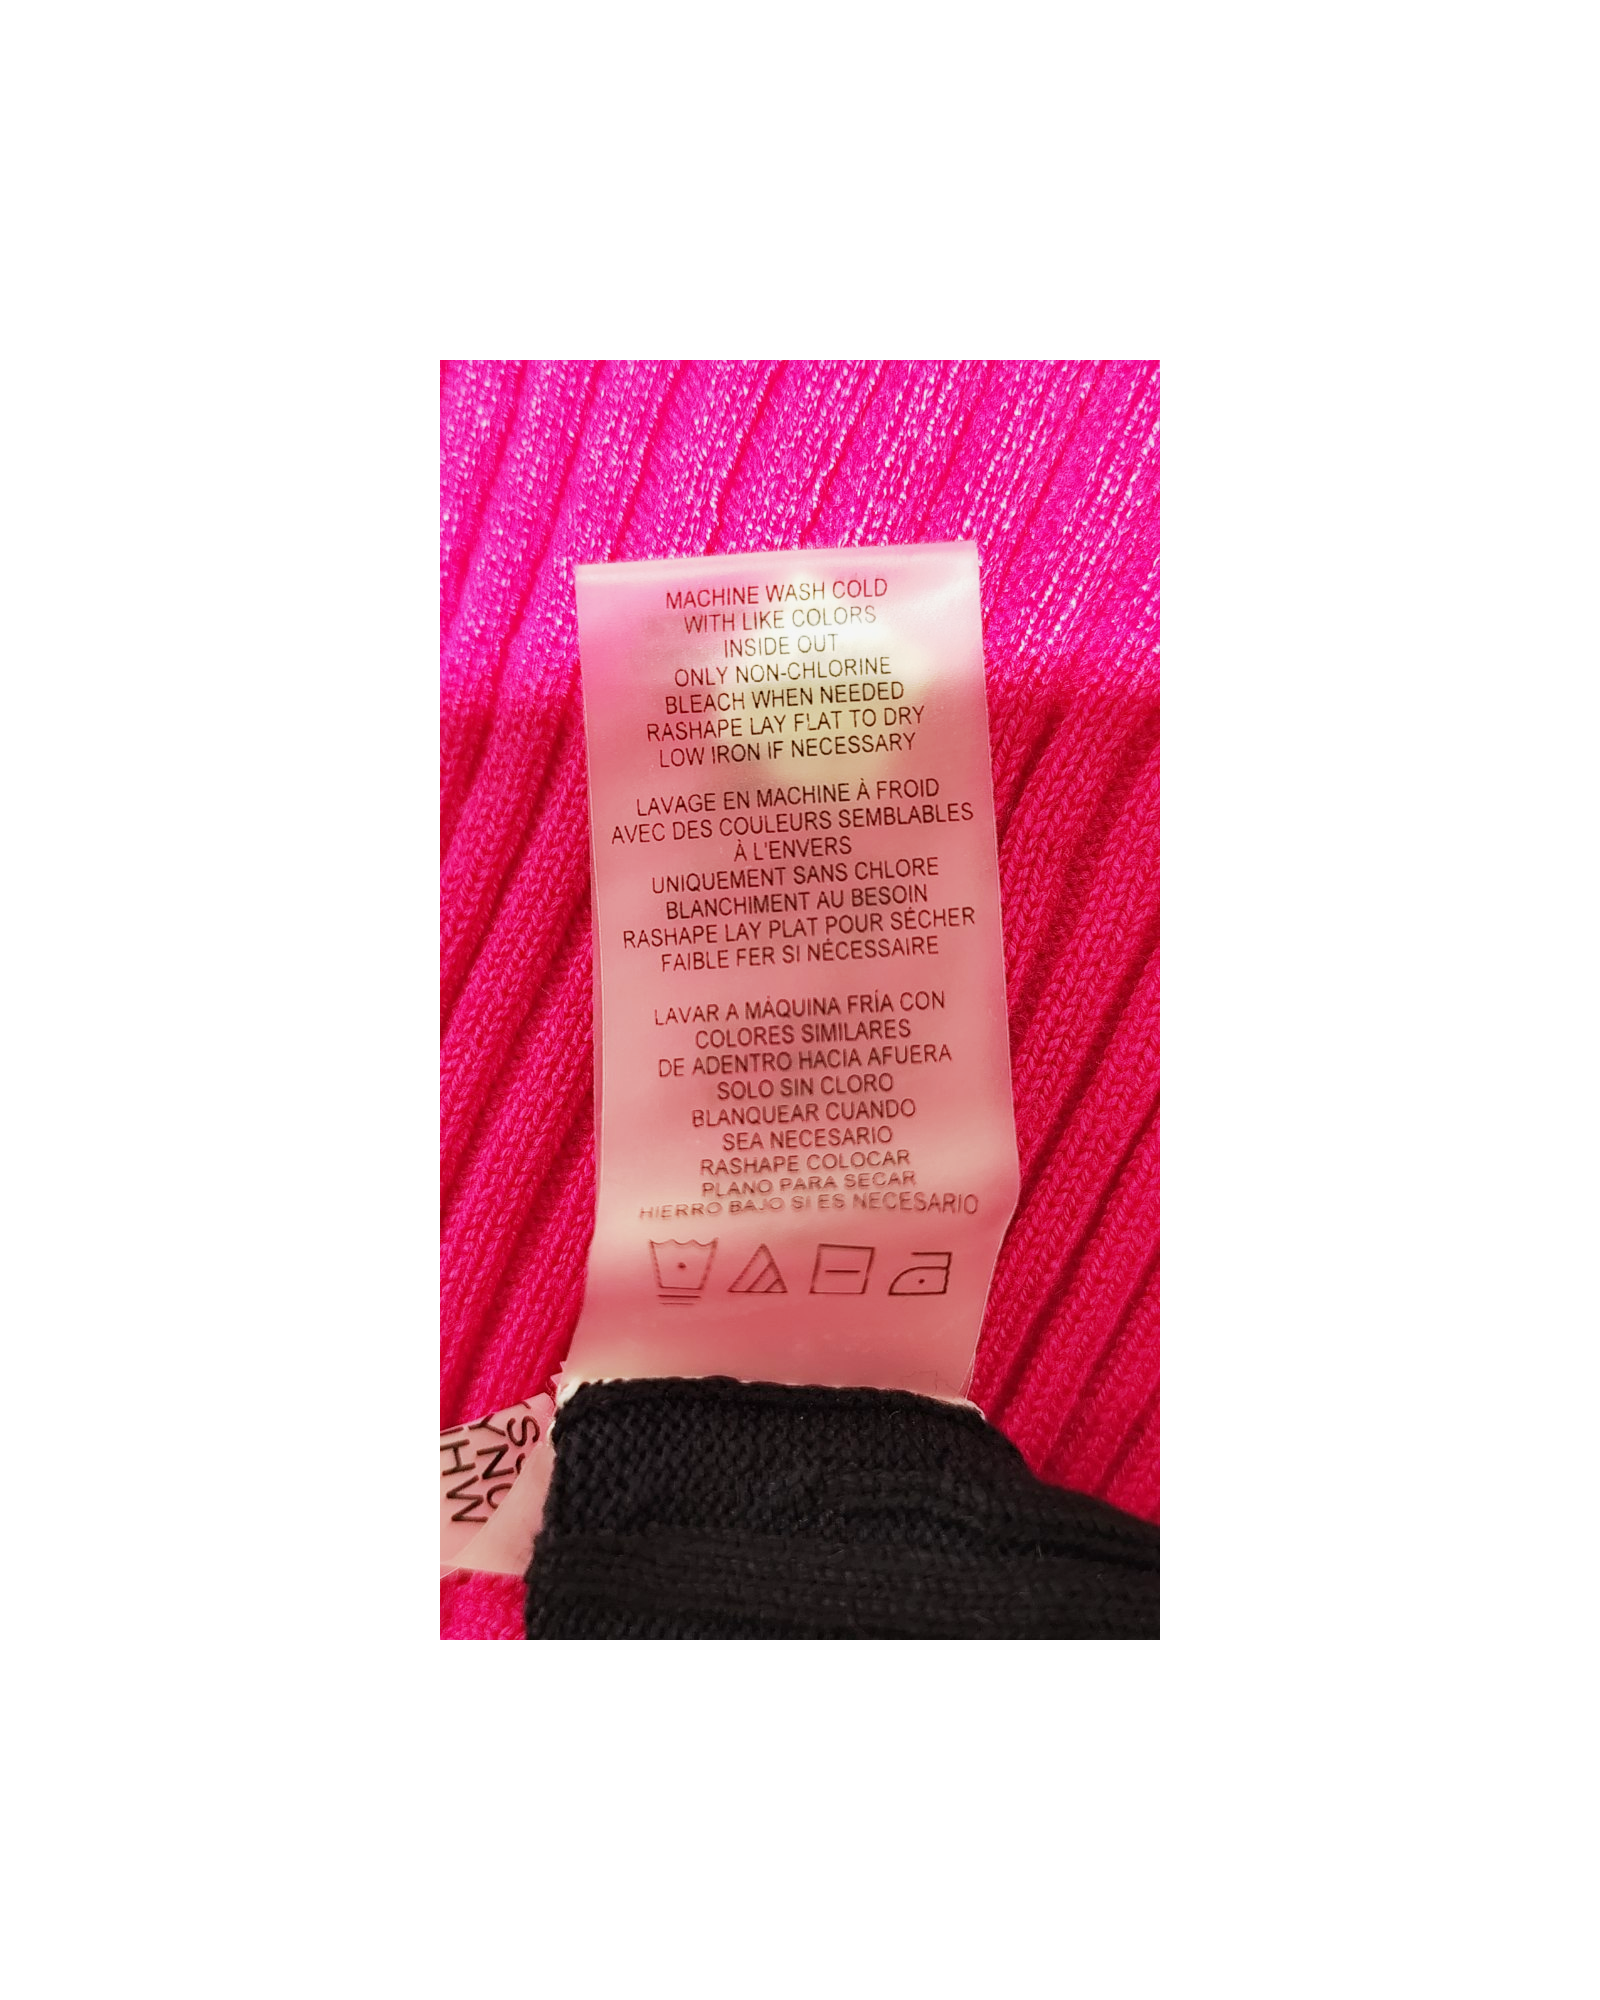 MACHINE WASH COLD
WITH LIKE COLORS
INSIDE OUT
ONLY NON-CHLORINE
BLEACH WHEN NEEDED
RASHAPE LAY FLAT TO DRY
LOW IRON IF NECESSARY
LAVAGE EN MACHINE À FROID
AVEC DES COULEURS SEMBLABLES
À L'ENVERS
UNIQUEMENT SANS CHLORE
BLANCHIMENT AU BESOIN
RASHAPE LAY PLAT POUR SÉCHER
FAIBLE FER SI NÉCESSAIRE
LAVAR A MÁQUINA FRÍA CON
COLORES SIMILARES
DE ADENTRO HACIA AFUERA
SOLO SIN CLORO
BLANQUEAR CUANDO
SEA NECESARIO
RASHAPE COLOCAR
PLANO PARA SECAR
HIERRO BAJO SI ES NECESARIO